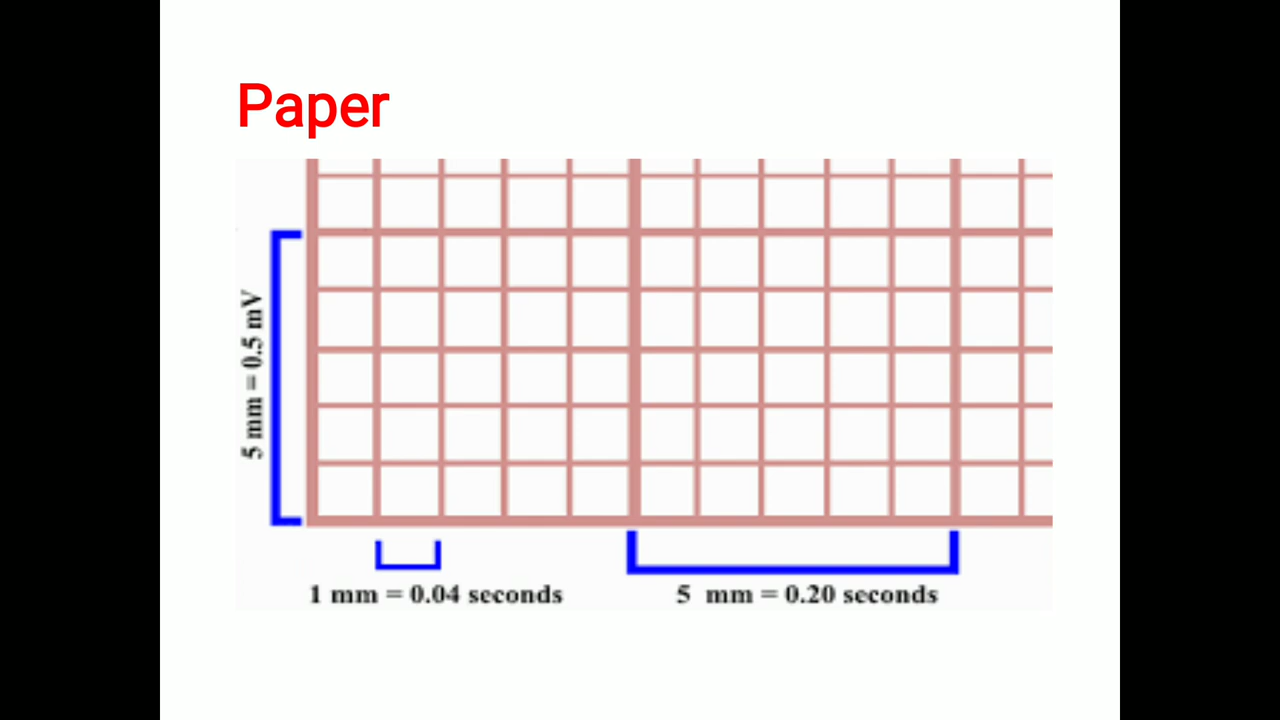 Paper
5 mm = 0.5 mV
1 mm = 0.04 seconds
5 mm = 0.20 seconds